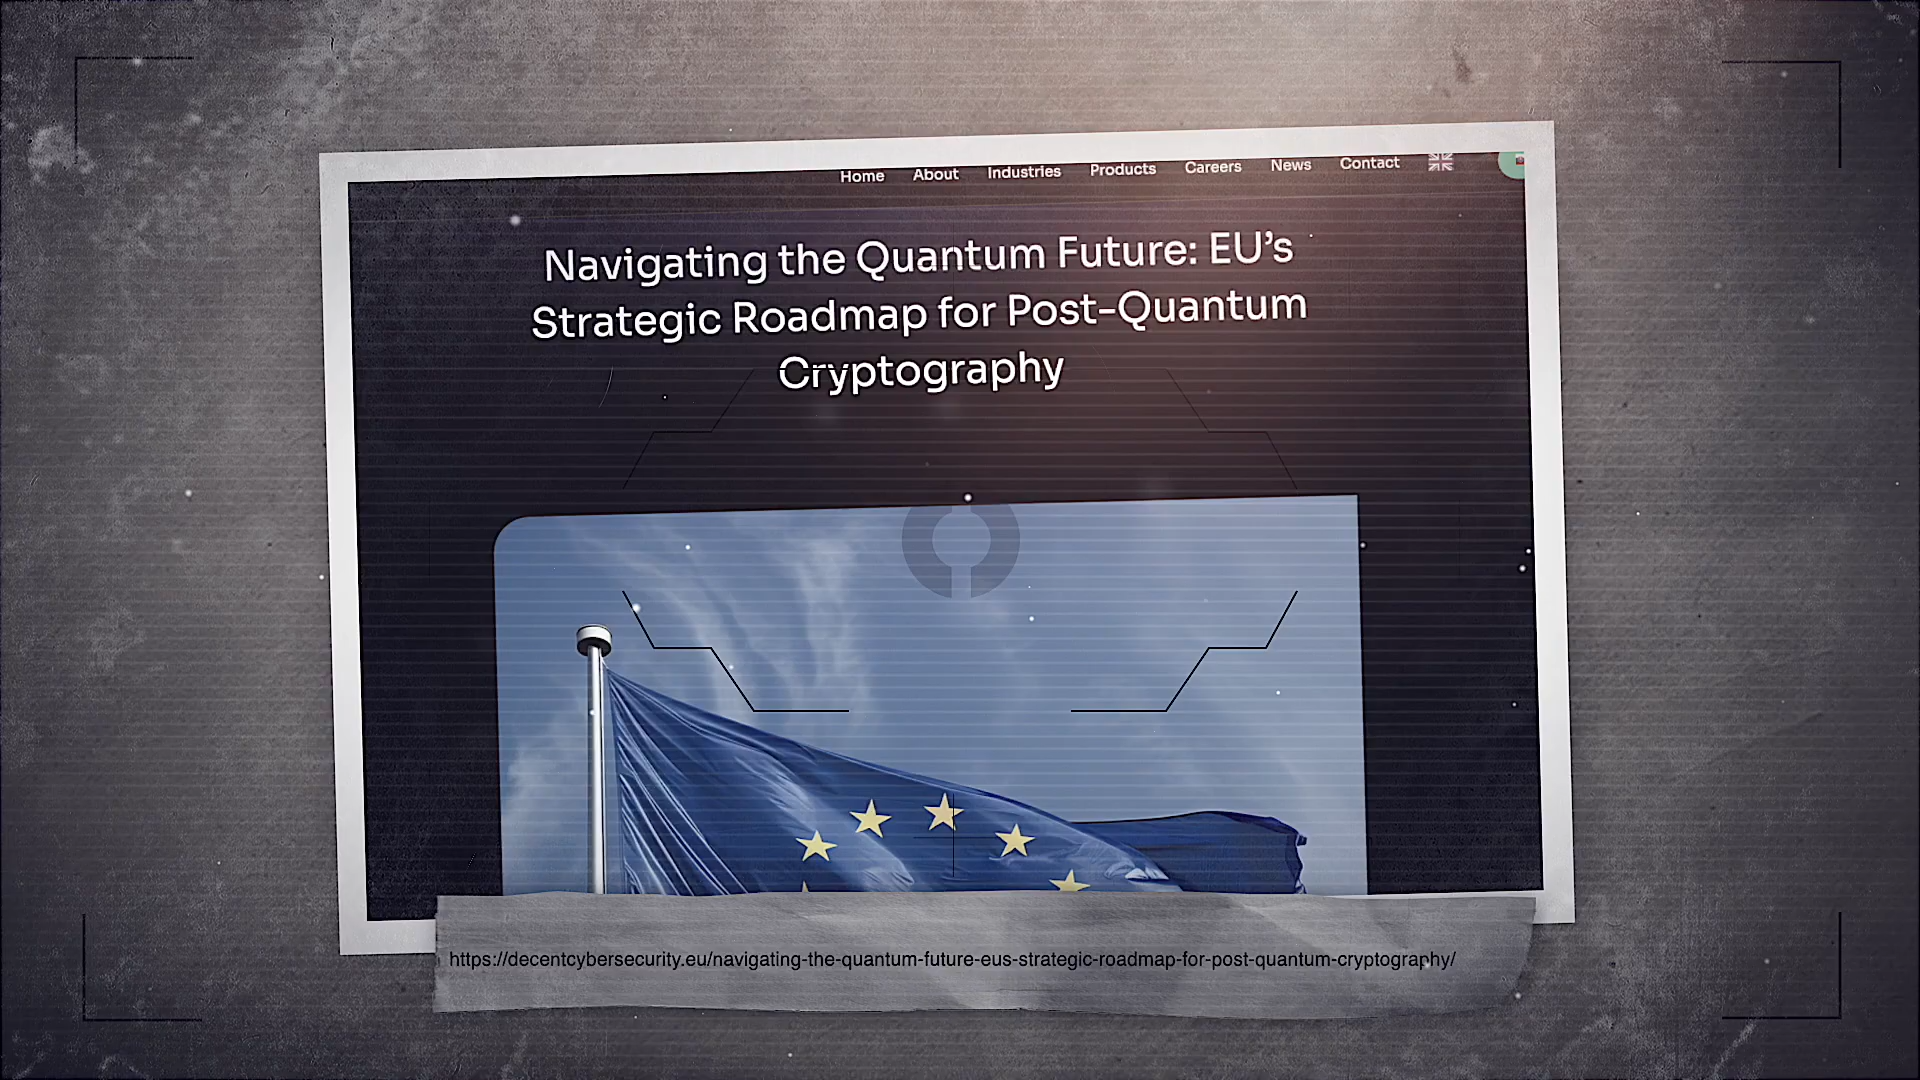 Home About Industries Products Careers News Contact
Navigating the Quantum Future: EU's
Strategic Roadmap for Post-Quantum
Cryptography
https://decentcybersecurity.eu/navigating-the-quantum-future-eus-strategic-roadmap-for-post-quantum-cryptography/